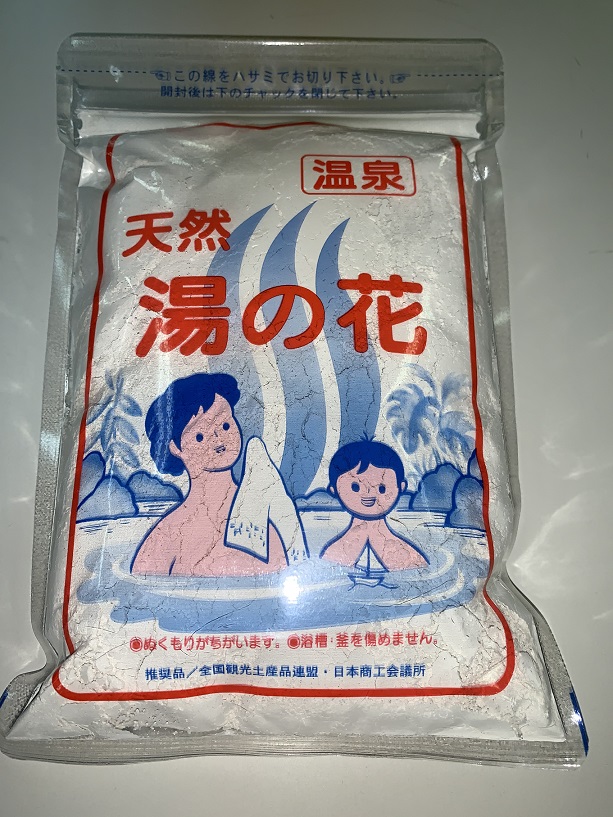 この線をハサミでお切り下さい。
開封後は下のチャックを閉じて下さい。
温泉
天然
湯の花
◉ぬくもりがちがいます。◉浴槽・釜を傷めません。
推奨品／全国観光土産品連盟・日本商工会議所